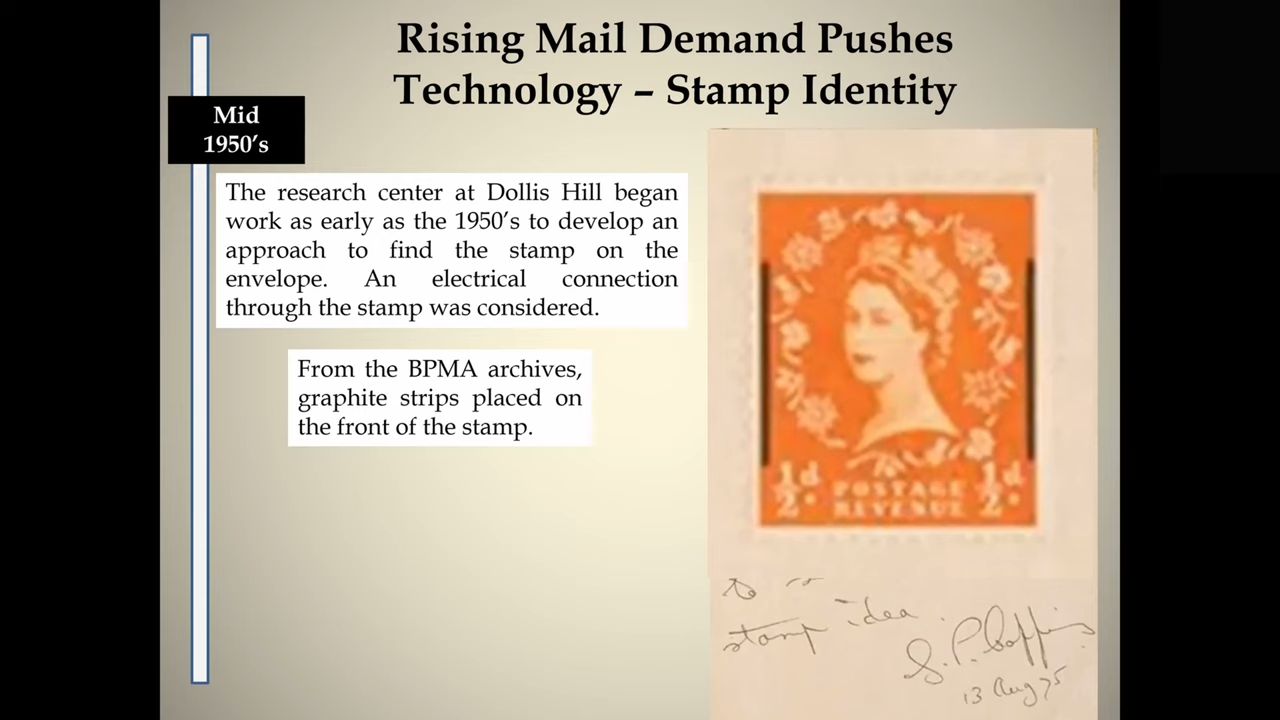 Rising Mail Demand Pushes
Technology – Stamp Identity
Mid
1950's
The research center at Dollis Hill began
work as early as the 1950's to develop an
approach to find the stamp on the
envelope. An electrical connection
through the stamp was considered.
From the BPMA archives,
graphite strips placed on
the front of the stamp.
½d. ½d.
POSTAGE
REVENUE
stamp idea
13 Aug 75